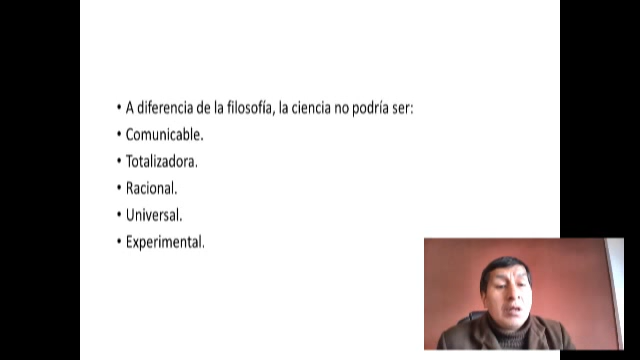 • A diferencia de la filosofía, la ciencia no podría ser:
• Comunicable.
• Totalizadora.
• Racional.
• Universal.
• Experimental.